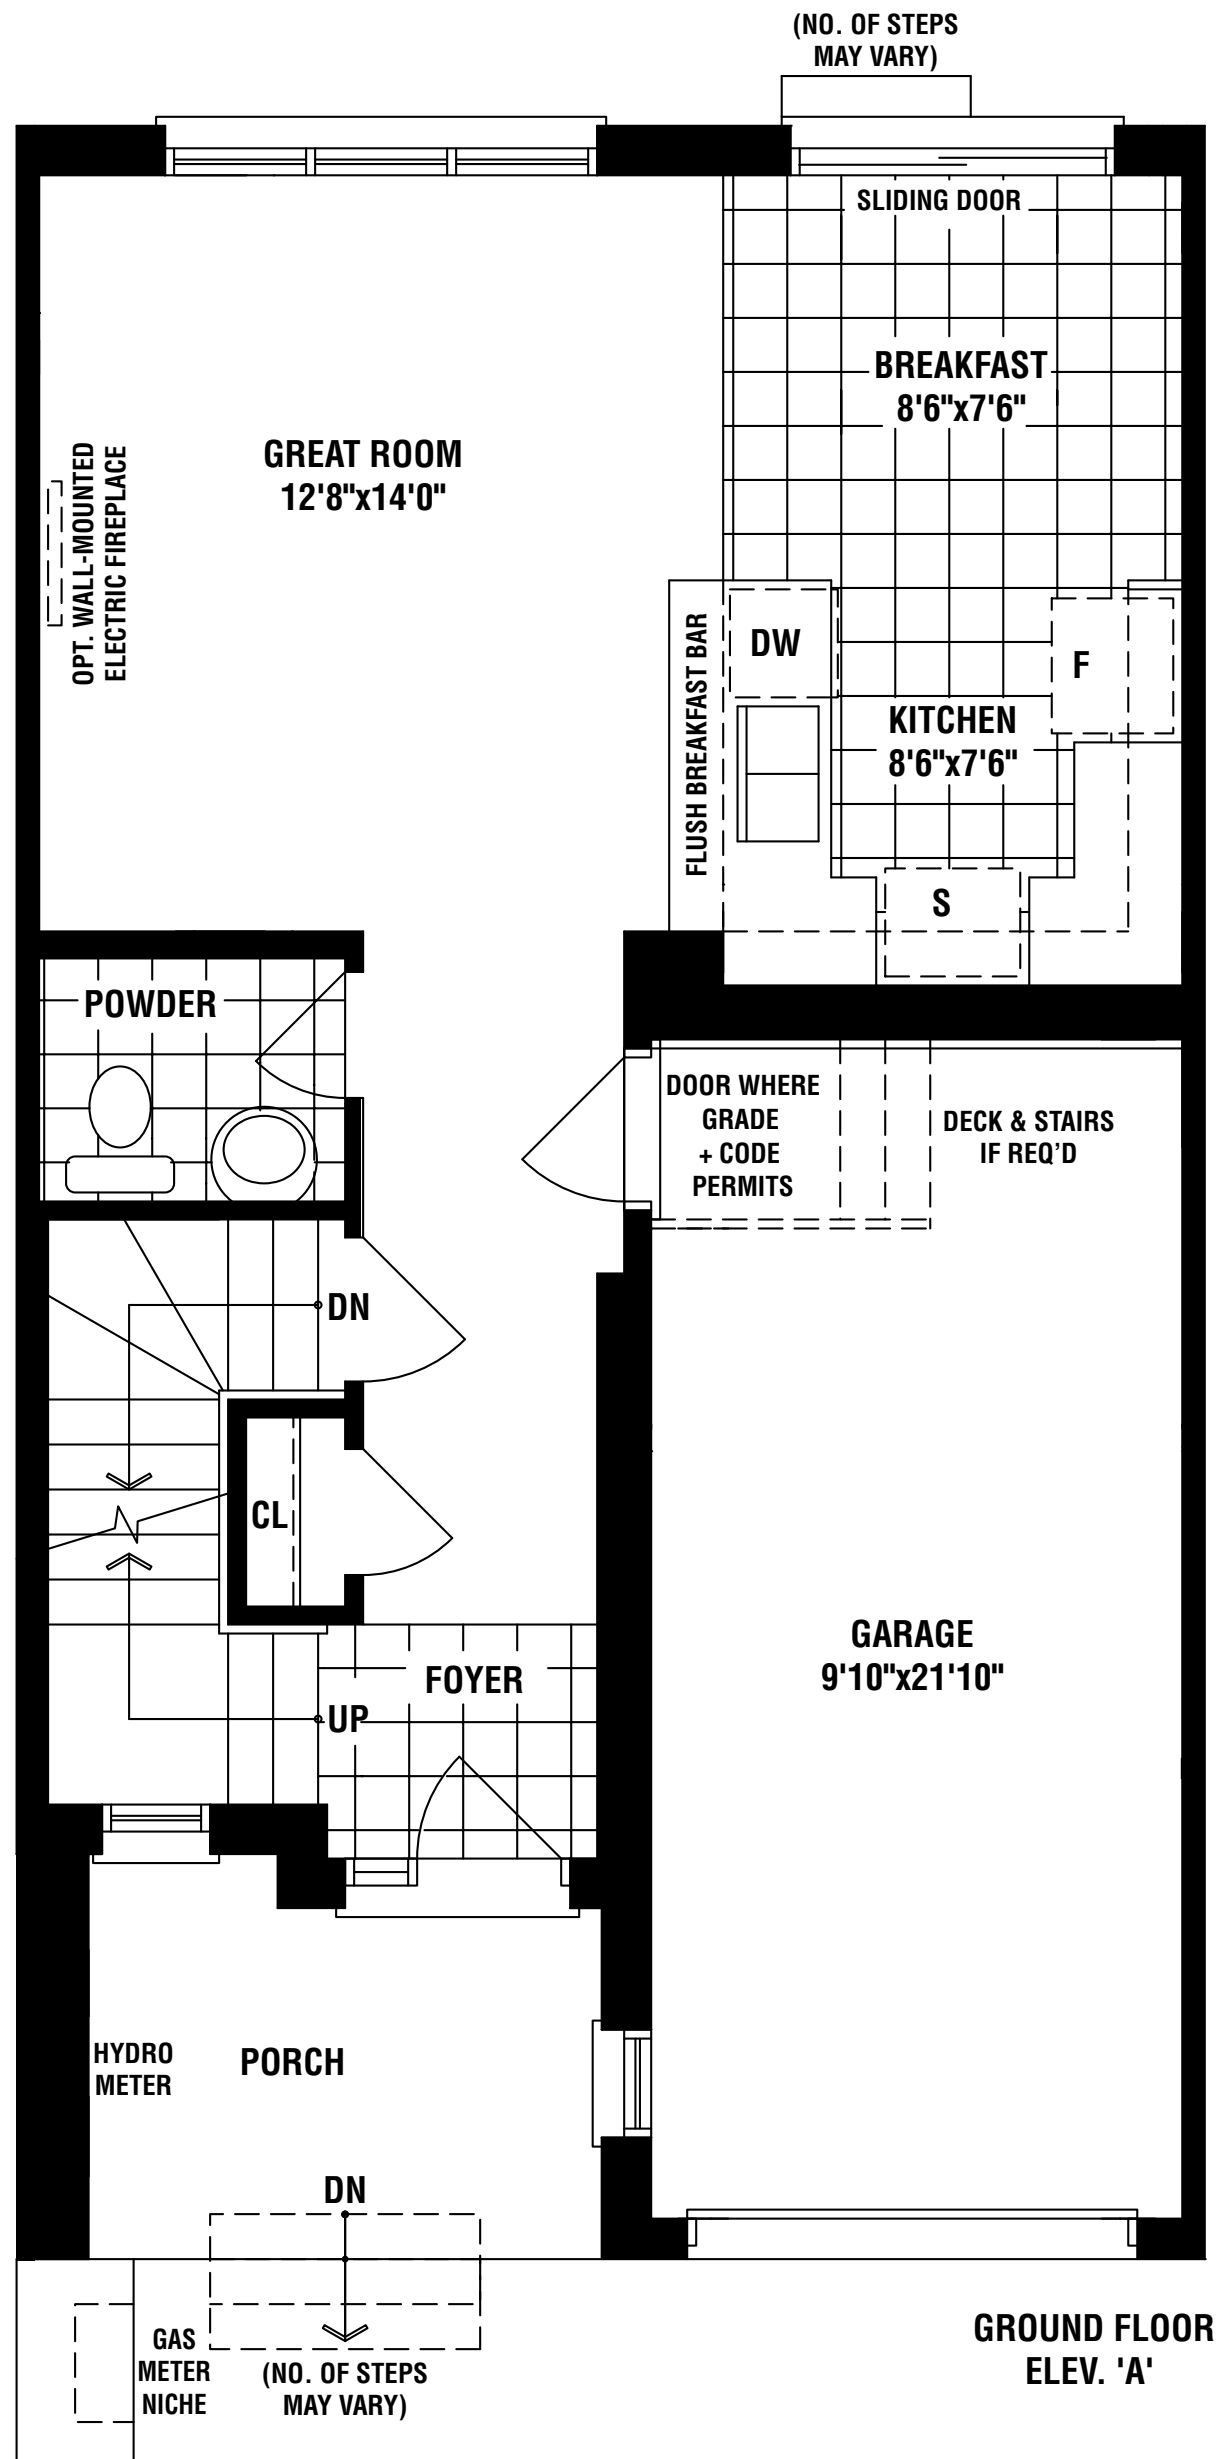 (NO. OF STEPS
MAY VARY)
SLIDING DOOR
BREAKFAST
8'6"x7'6"
GREAT ROOM
12'8"x14'0"
OPT. WALL-MOUNTED
ELECTRIC FIREPLACE
FLUSH BREAKFAST BAR
DW
F
KITCHEN
8'6"x7'6"
S
POWDER
DOOR WHERE
GRADE
+ CODE
PERMITS
DECK & STAIRS
IF REQ’D
DN
CL
GARAGE
9'10"x21'10"
FOYER
UP
HYDRO
METER
PORCH
DN
GAS
METER
NICHE
(NO. OF STEPS
MAY VARY)
GROUND FLOOR
ELEV. 'A'